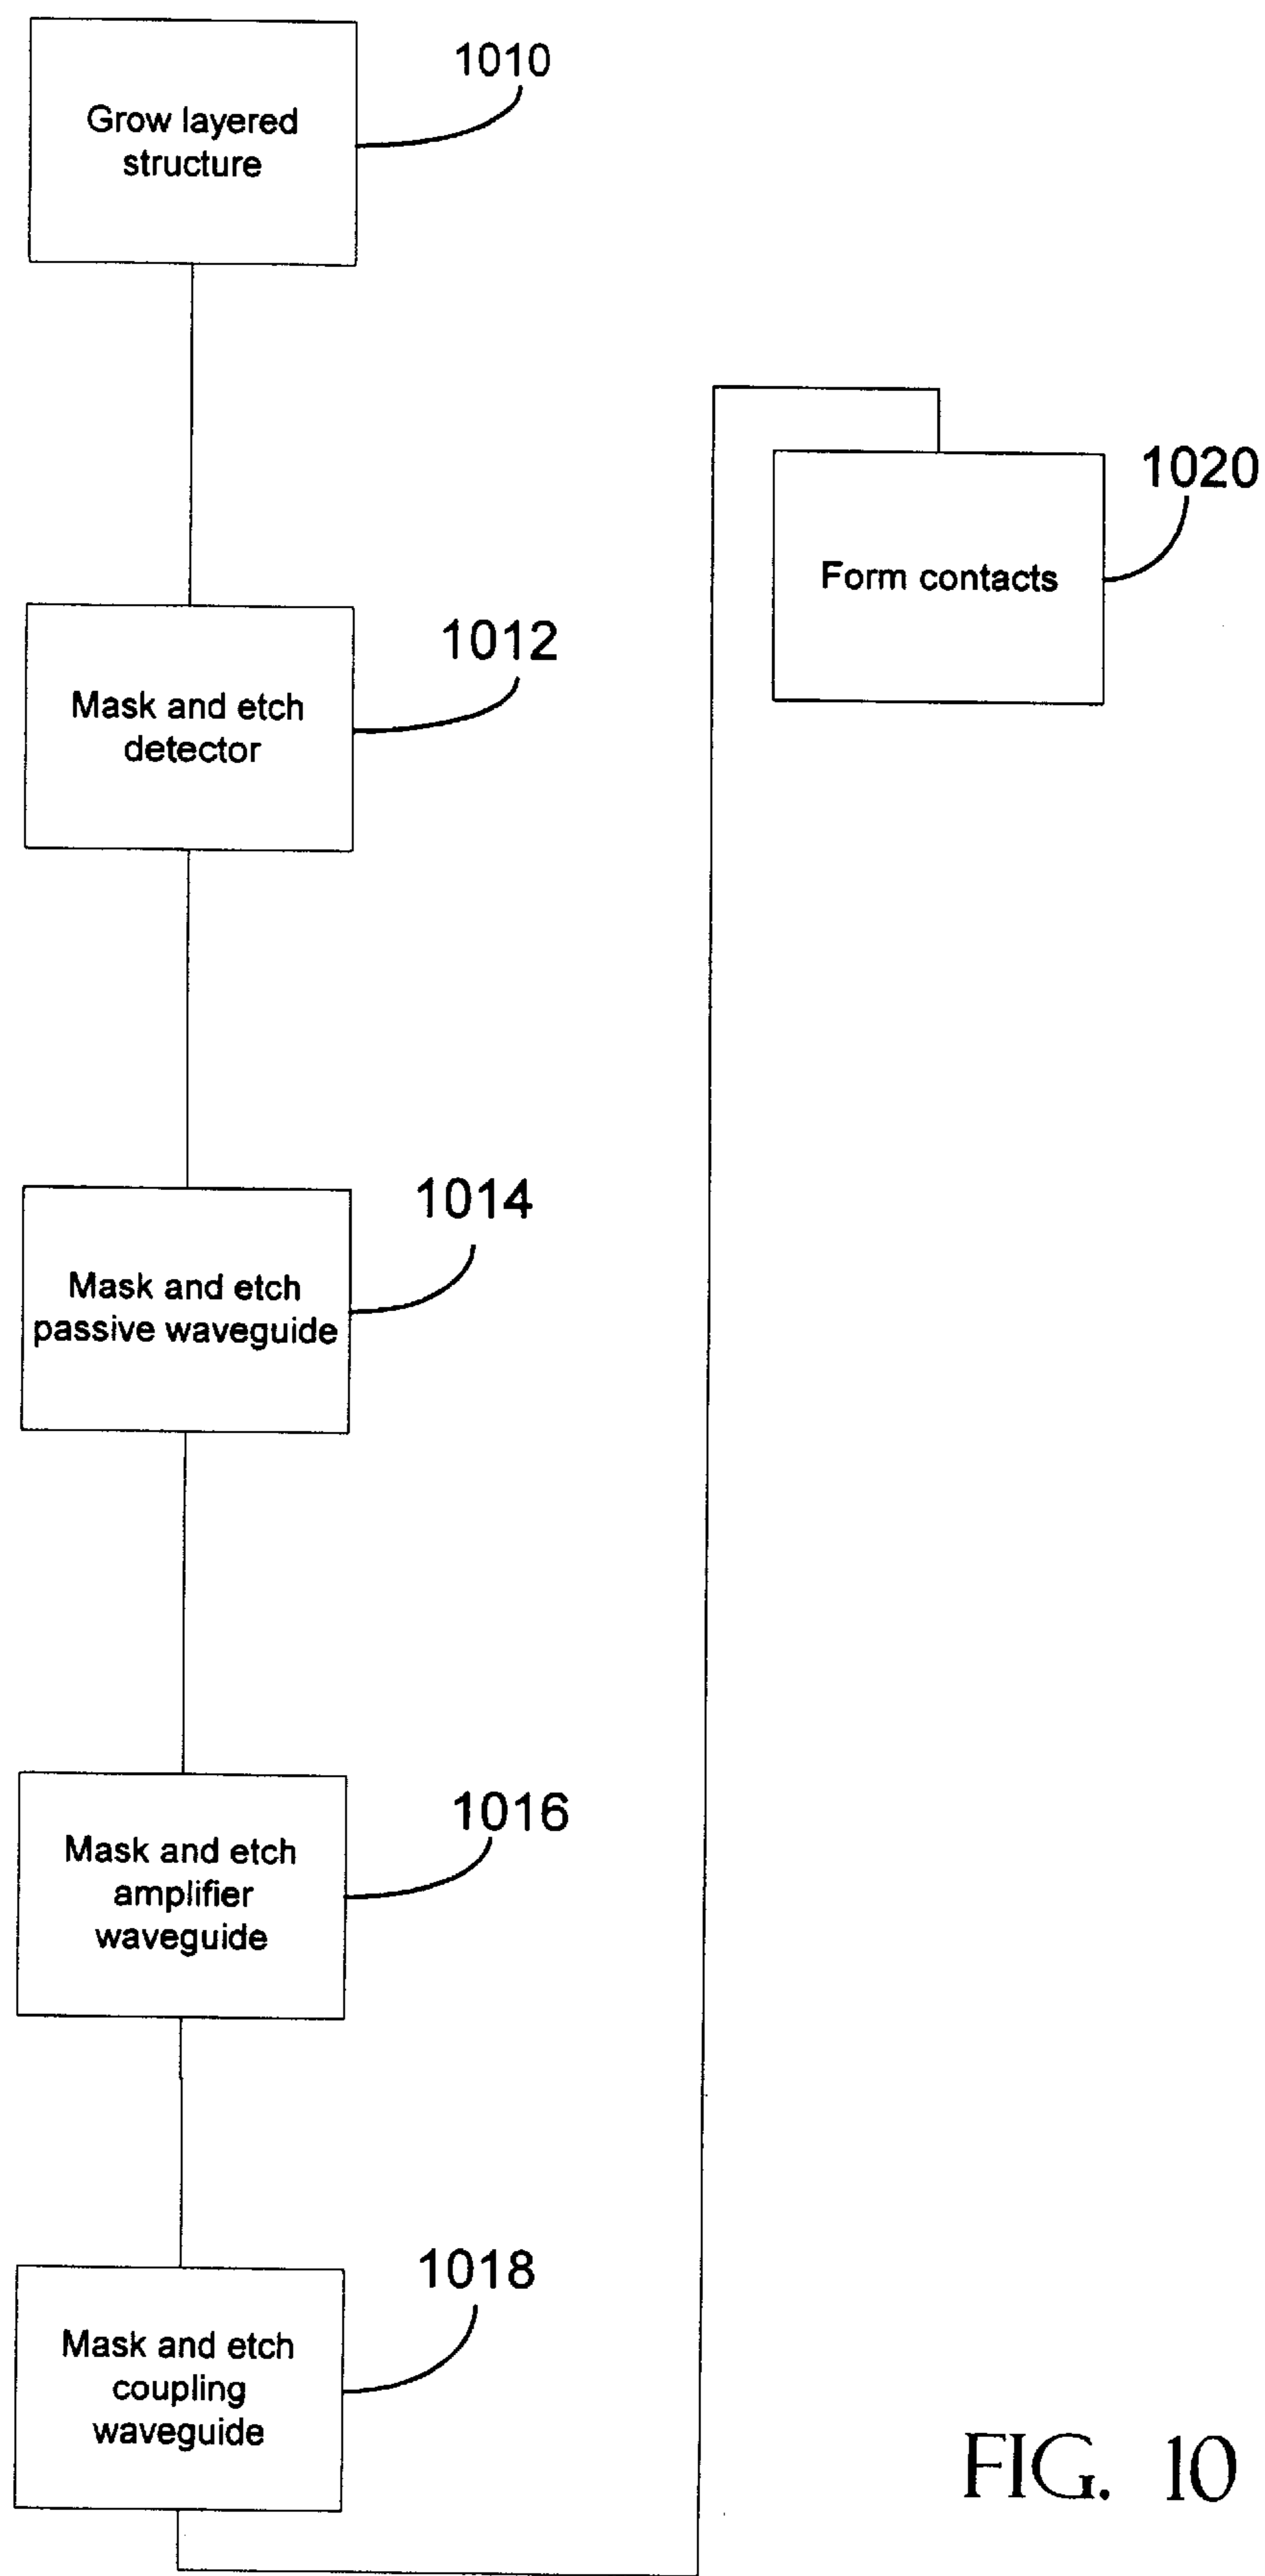 Grow layered
structure
1010
Mask and etch
detector
1012
Mask and etch
passive waveguide
1014
Mask and etch
amplifier
waveguide
1016
Mask and etch
coupling
waveguide
1018
Form contacts
1020
FIG. 10